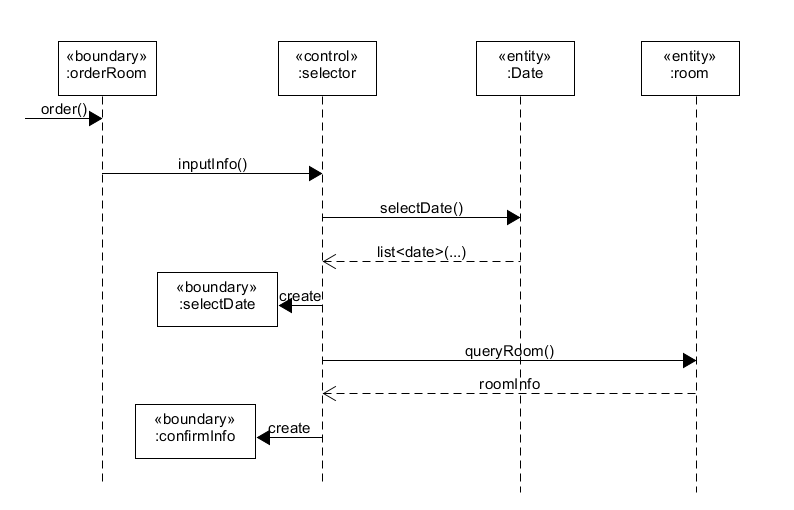 «boundary»
:orderRoom
«control»
:selector
«entity»
:Date
«entity»
:room
order()
inputInfo()
selectDate()
list<date>(...)
«boundary»
:selectDate
create
queryRoom()
roomInfo
«boundary»
:confirmInfo
create